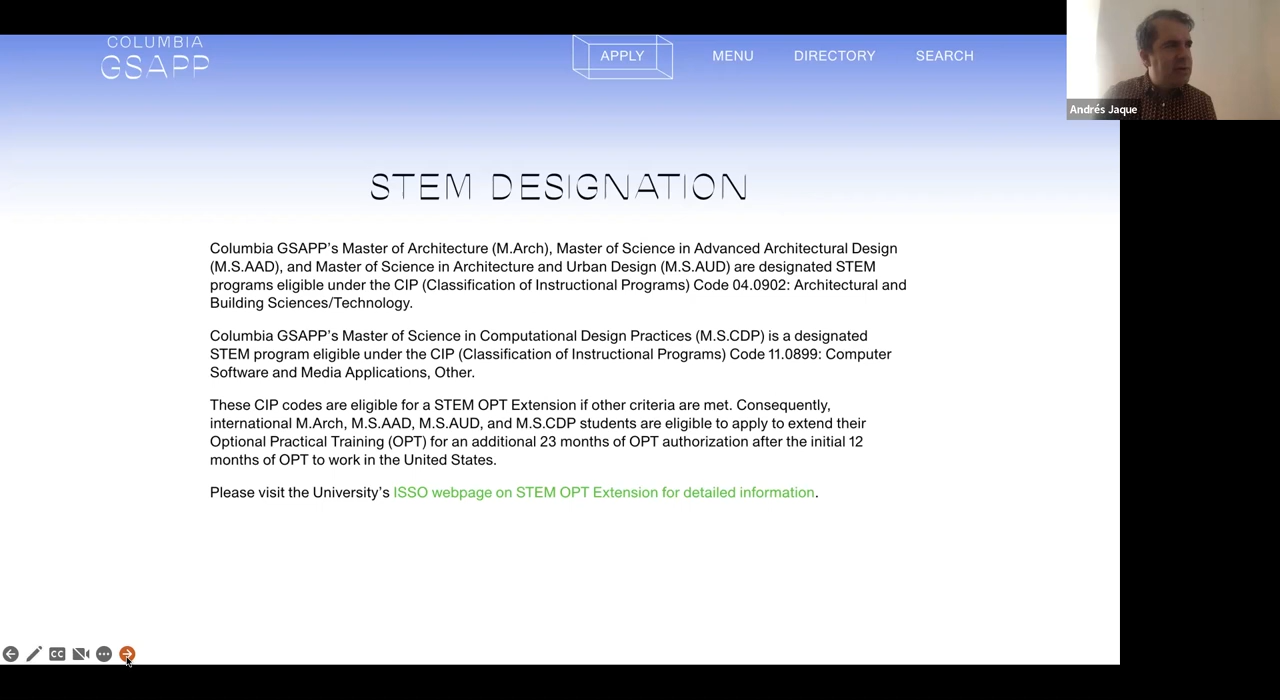 COLUMBIA
GSAPP
APPLY
MENU
DIRECTORY
SEARCH
Andrés Jaque
STEM DESIGNATION
Columbia GSAPP's Master of Architecture (M.Arch), Master of Science in Advanced Architectural Design
(M.S.AAD), and Master of Science in Architecture and Urban Design (M.S.AUD) are designated STEM
programs eligible under the CIP (Classification of Instructional Programs) Code 04.0902: Architectural and
Building Sciences/Technology.
Columbia GSAPP's Master of Science in Computational Design Practices (M.S.CDP) is a designated
STEM program eligible under the CIP (Classification of Instructional Programs) Code 11.0899: Computer
Software and Media Applications, Other.
These CIP codes are eligible for a STEM OPT Extension if other criteria are met. Consequently,
international M.Arch, M.S.AAD, M.S.AUD, and M.S.CDP students are eligible to apply to extend their
Optional Practical Training (OPT) for an additional 23 months of OPT authorization after the initial 12
months of OPT to work in the United States.
Please visit the University's ISSO webpage on STEM OPT Extension for detailed information.
CC